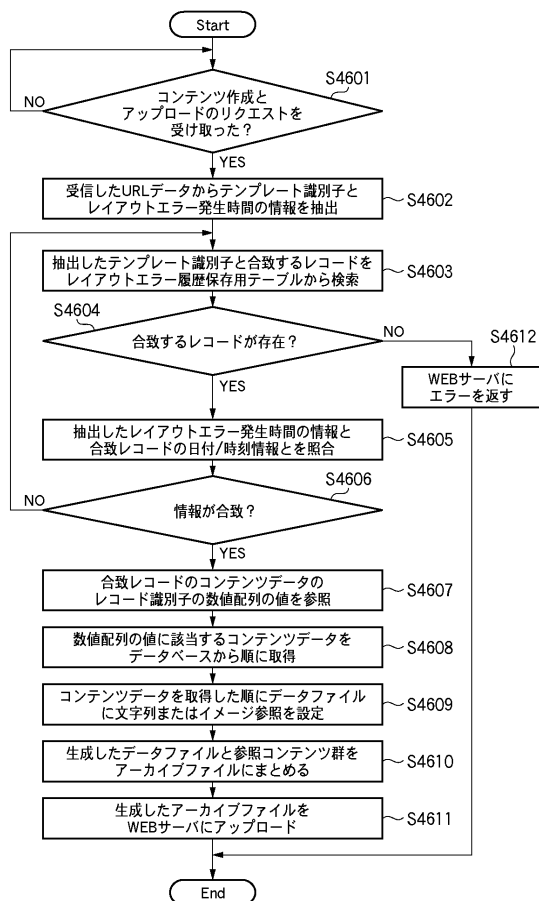 Start
S4601
コンテンツ作成と
アップロードのリクエストを
受け取った？
NO
YES
受信したURLデータからテンプレート識別子と
レイアウトエラー発生時間の情報を抽出
S4602
抽出したテンプレート識別子と合致するレコードを
レイアウトエラー履歴保存用テーブルから検索
S4603
S4604
合致するレコードが存在？
NO
YES
S4612
WEBサーバに
エラーを返す
抽出したレイアウトエラー発生時間の情報と
合致レコードの日付/時刻情報とを照合
S4605
S4606
情報が合致？
NO
YES
合致レコードのコンテンツデータの
レコード識別子の数値配列の値を参照
S4607
数値配列の値に該当するコンテンツデータを
データベースから順に取得
S4608
コンテンツデータを取得した順にデータファイル
に文字列またはイメージ参照を設定
S4609
生成したデータファイルと参照コンテンツ群を
アーカイブファイルにまとめる
S4610
生成したアーカイブファイルを
WEBサーバにアップロード
S4611
End